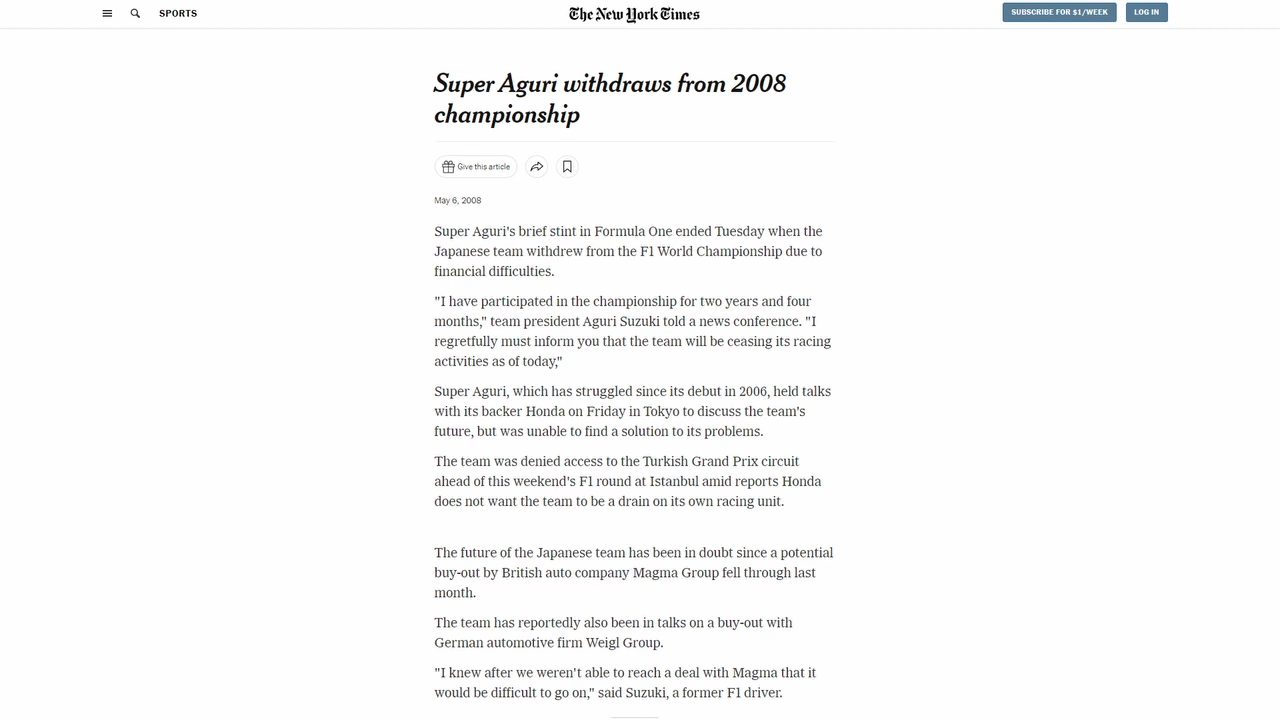 SPORTS
The New York Times
SUBSCRIBE FOR $1/WEEK
LOG IN
Super Aguri withdraws from 2008
championship
Give this article
May 6, 2008
Super Aguri's brief stint in Formula One ended Tuesday when the
Japanese team withdrew from the F1 World Championship due to
financial difficulties.
"I have participated in the championship for two years and four
months," team president Aguri Suzuki told a news conference. "I
regretfully must inform you that the team will be ceasing its racing
activities as of today,"
Super Aguri, which has struggled since its debut in 2006, held talks
with its backer Honda on Friday in Tokyo to discuss the team's
future, but was unable to find a solution to its problems.
The team was denied access to the Turkish Grand Prix circuit
ahead of this weekend's F1 round at Istanbul amid reports Honda
does not want the team to be a drain on its own racing unit.
The future of the Japanese team has been in doubt since a potential
buy-out by British auto company Magma Group fell through last
month.
The team has reportedly also been in talks on a buy-out with
German automotive firm Weigl Group.
"I knew after we weren't able to reach a deal with Magma that it
would be difficult to go on," said Suzuki, a former F1 driver.